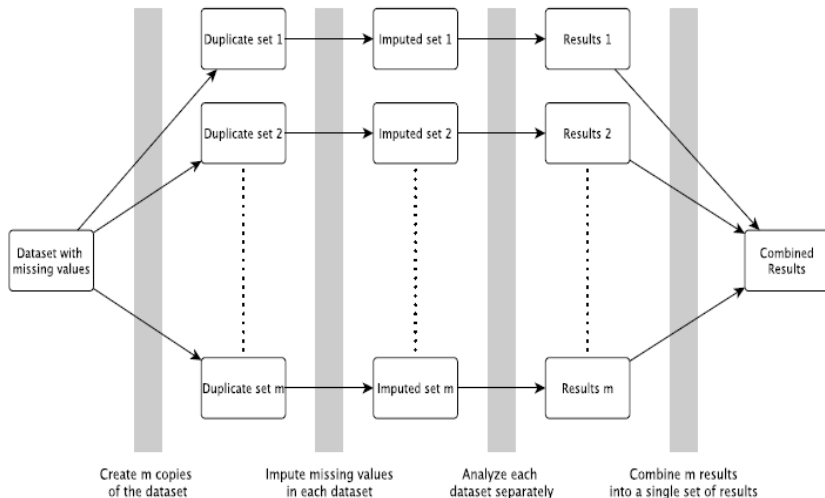 Duplicate set 1
Imputed set 1
Results 1
Duplicate set 2
Imputed set 2
Results 2
Dataset with
missing values
Combined
Results
Duplicate set m
Imputed set m
Results m
Create m copies
of the dataset
Impute missing values
in each dataset
Analyze each
dataset separately
Combine m results
into a single set of results